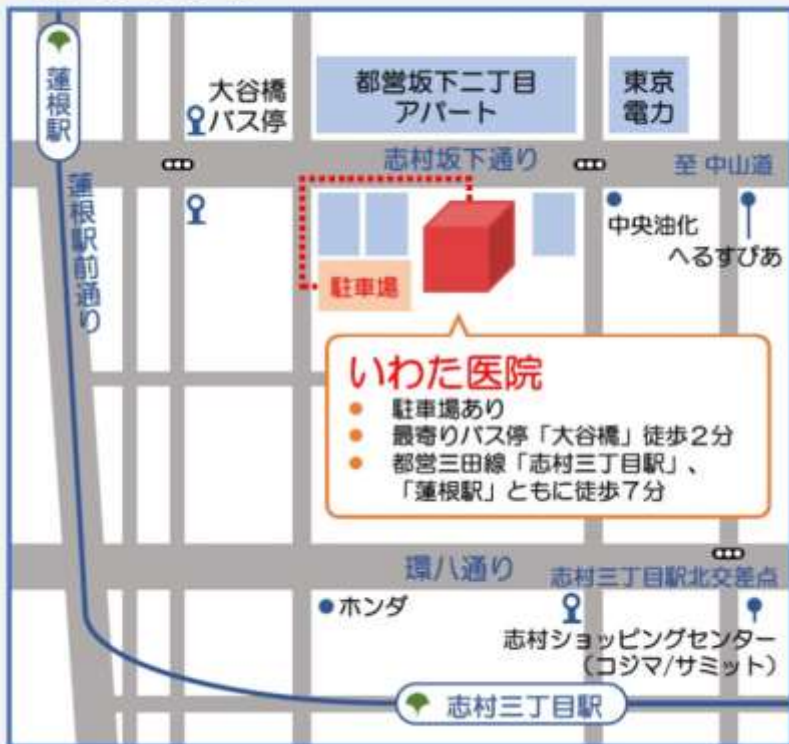 蓮根駅
大谷橋
バス停
都営坂下二丁目
アパート
東京
電力
志村坂下通り
至 中山道
蓮根駅前通り
中央油化
へるすぴあ
駐車場
いわた医院
● 駐車場あり
● 最寄りバス停「大谷橋」徒歩2分
● 都営三田線「志村三丁目駅」、
「蓮根駅」ともに徒歩7分
環八通り
志村三丁目駅北交差点
ホンダ
志村ショッピングセンター
(コジマ/サミット)
志村三丁目駅